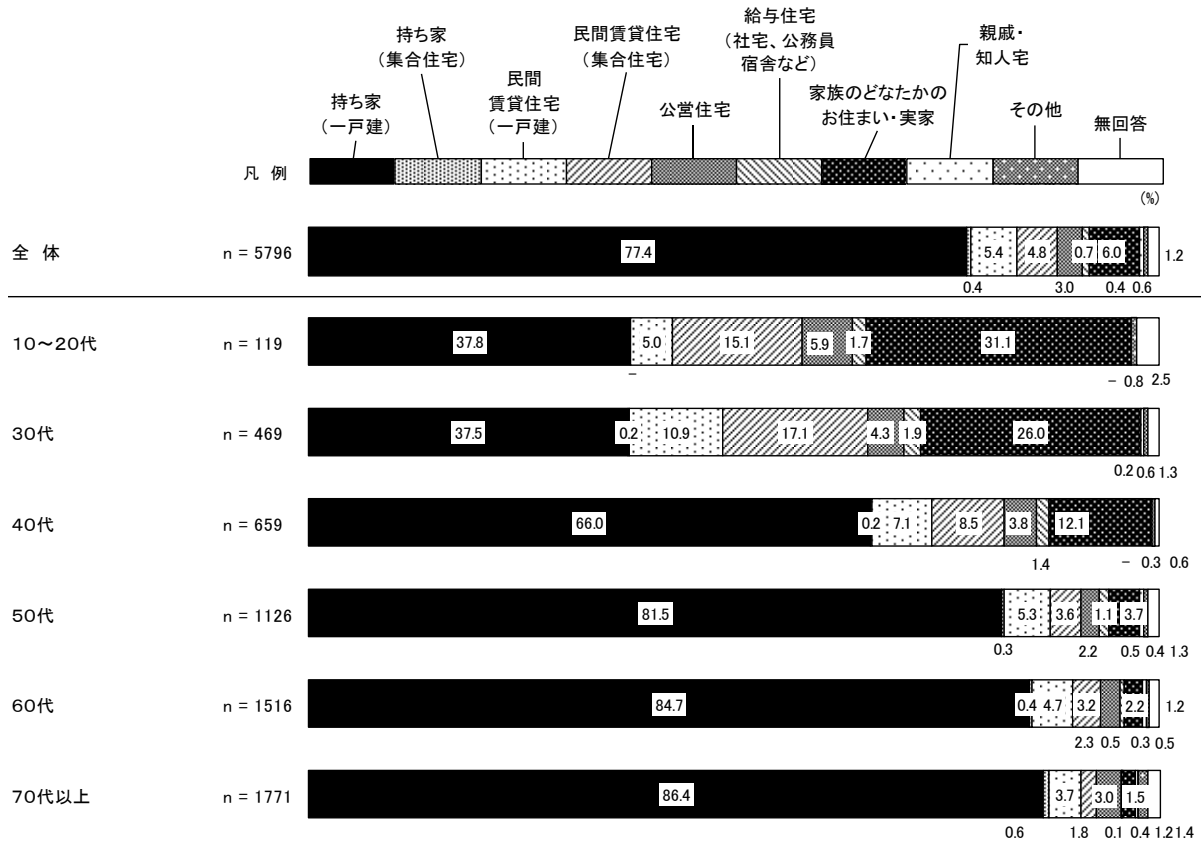 給与住宅
(社宅、公務員
宿舎など)
持ち家
(集合住宅)
民間賃貸住宅
(集合住宅)
親戚・
知人宅
民間
賃貸住宅
(一戸建)
持ち家
(一戸建)
公営住宅
家族のどなたかの
お住まい・実家
その他
無回答
凡 例
(%)
全 体 n = 5796 77.4 5.4 4.8 0.7 6.0 1.2
0.4 3.0 0.4 0.6
10~20代 n = 119 37.8 5.0 15.1 5.9 1.7 31.1
- - 0.8 2.5
30代 n = 469 37.5 0.2 10.9 17.1 4.3 1.9 26.0
0.2 0.6 1.3
40代 n = 659 66.0 0.2 7.1 8.5 3.8 12.1
1.4 - 0.3 0.6
50代 n = 1126 81.5 5.3 3.6 1.1 3.7
0.3 2.2 0.5 0.4 1.3
60代 n = 1516 84.7 0.4 4.7 3.2 2.2 1.2
2.3 0.5 0.3 0.5
70代以上 n = 1771 86.4 3.7 3.0 1.5
0.6 1.8 0.1 0.4 1.2 1.4